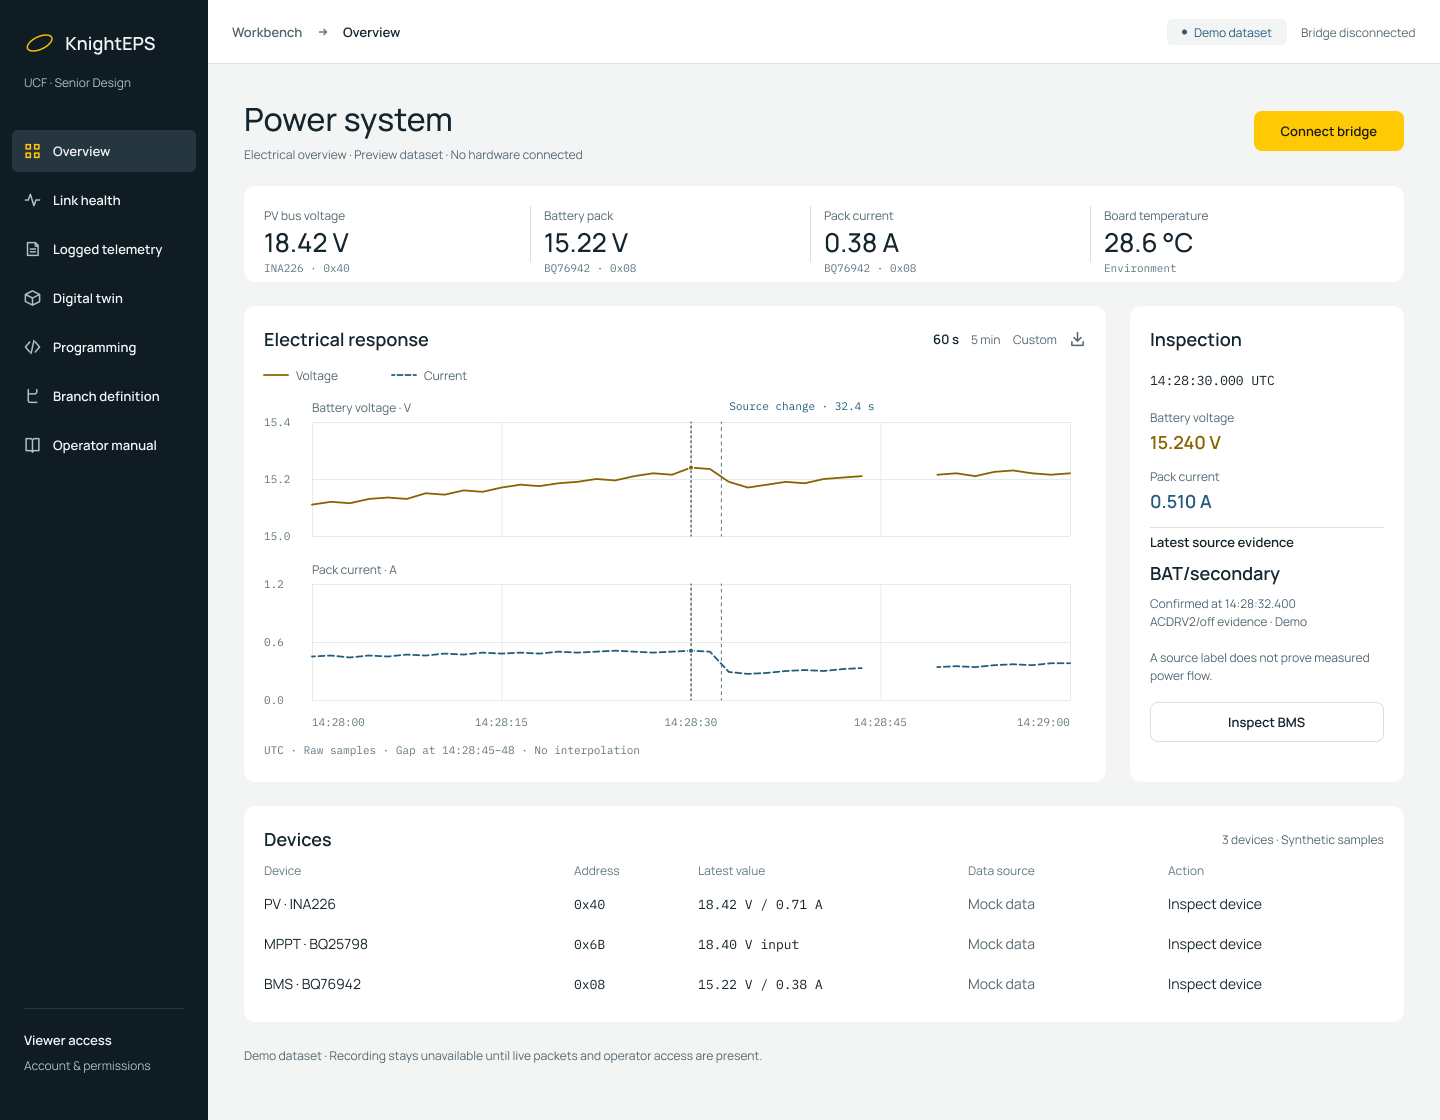 KnightEPS
UCF · Senior Design
Overview
Link health
Logged telemetry
Digital twin
Programming
Branch definition
Operator manual
Viewer access
Account & permissions
Workbench → Overview
Demo dataset
Bridge disconnected
Power system
Electrical overview · Preview dataset · No hardware connected
Connect bridge
PV bus voltage
18.42 V
INA226 · 0x40
Battery pack
15.22 V
BQ76942 · 0x08
Pack current
0.38 A
BQ76942 · 0x08
Board temperature
28.6 °C
Environment
Electrical response
60 s 5 min Custom
Voltage Current
Battery voltage · V
Source change · 32.4 s
15.4
15.2
15.0
Pack current · A
1.2
0.6
0.0
14:28:00 14:28:15 14:28:30 14:28:45 14:29:00
UTC · Raw samples · Gap at 14:28:45–48 · No interpolation
Inspection
14:28:30.000 UTC
Battery voltage
15.240 V
Pack current
0.510 A
Latest source evidence
BAT/secondary
Confirmed at 14:28:32.400
ACDRV2/off evidence · Demo
A source label does not prove measured
power flow.
Inspect BMS
Devices
3 devices · Synthetic samples
Device Address Latest value Data source Action
PV · INA226 0x40 18.42 V / 0.71 A Mock data Inspect device
MPPT · BQ25798 0x6B 18.40 V input Mock data Inspect device
BMS · BQ76942 0x08 15.22 V / 0.38 A Mock data Inspect device
Demo dataset · Recording stays unavailable until live packets and operator access are present.